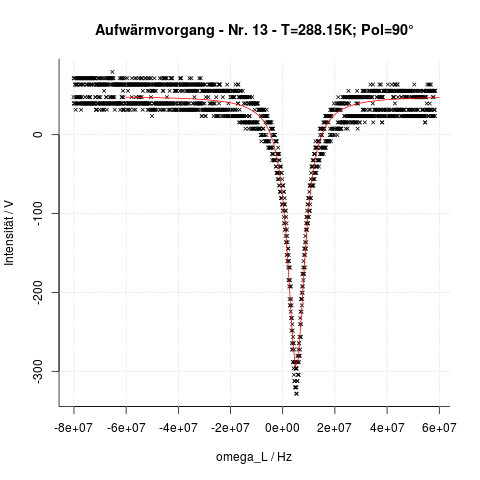 Aufwärmvorgang - Nr. 13 - T=288.15K; Pol=90°
Intensität / V
0
-100
-200
-300
-8e+07 -6e+07 -4e+07 -2e+07 0e+00 2e+07 4e+07 6e+07
omega_L / Hz